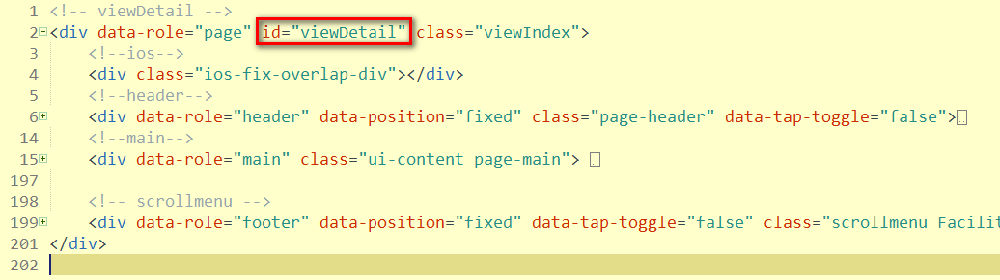 1 <!-- viewDetail -->
2 <div data-role="page" id="viewDetail" class="viewIndex">
3 <!--ios-->
4 <div class="ios-fix-overlap-div"></div>
5 <!--header-->
6 <div data-role="header" data-position="fixed" class="page-header" data-tap-toggle="false">
14 <!--main-->
15 <div data-role="main" class="ui-content page-main">
197
198 <!-- scrollmenu -->
199 <div data-role="footer" data-position="fixed" data-tap-toggle="false" class="scrollmenu Facilit
201 </div>
202